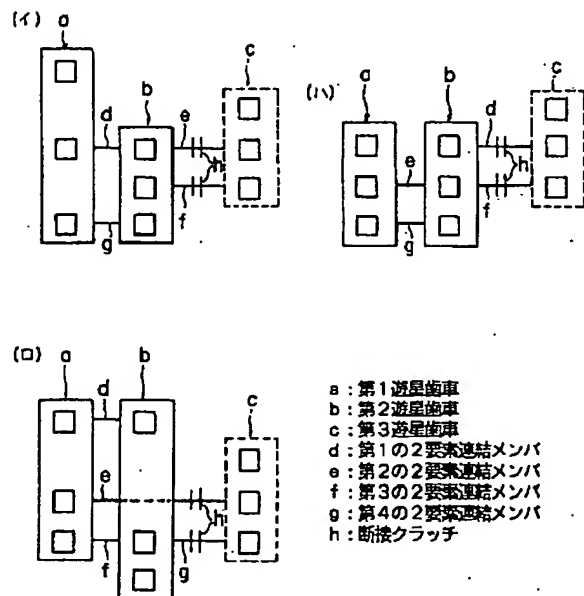 (イ)
a
d
b
e
c
h
f
g
(ハ)
a
b
d
c
e
h
f
g
(ロ)
a
b
d
c
e
h
f
g
a：第1遊星歯車
b：第2遊星歯車
c：第3遊星歯車
d：第1の2要素連結メンバ
e：第2の2要素連結メンバ
f：第3の2要素連結メンバ
g：第4の2要素連結メンバ
h：断接クラッチ